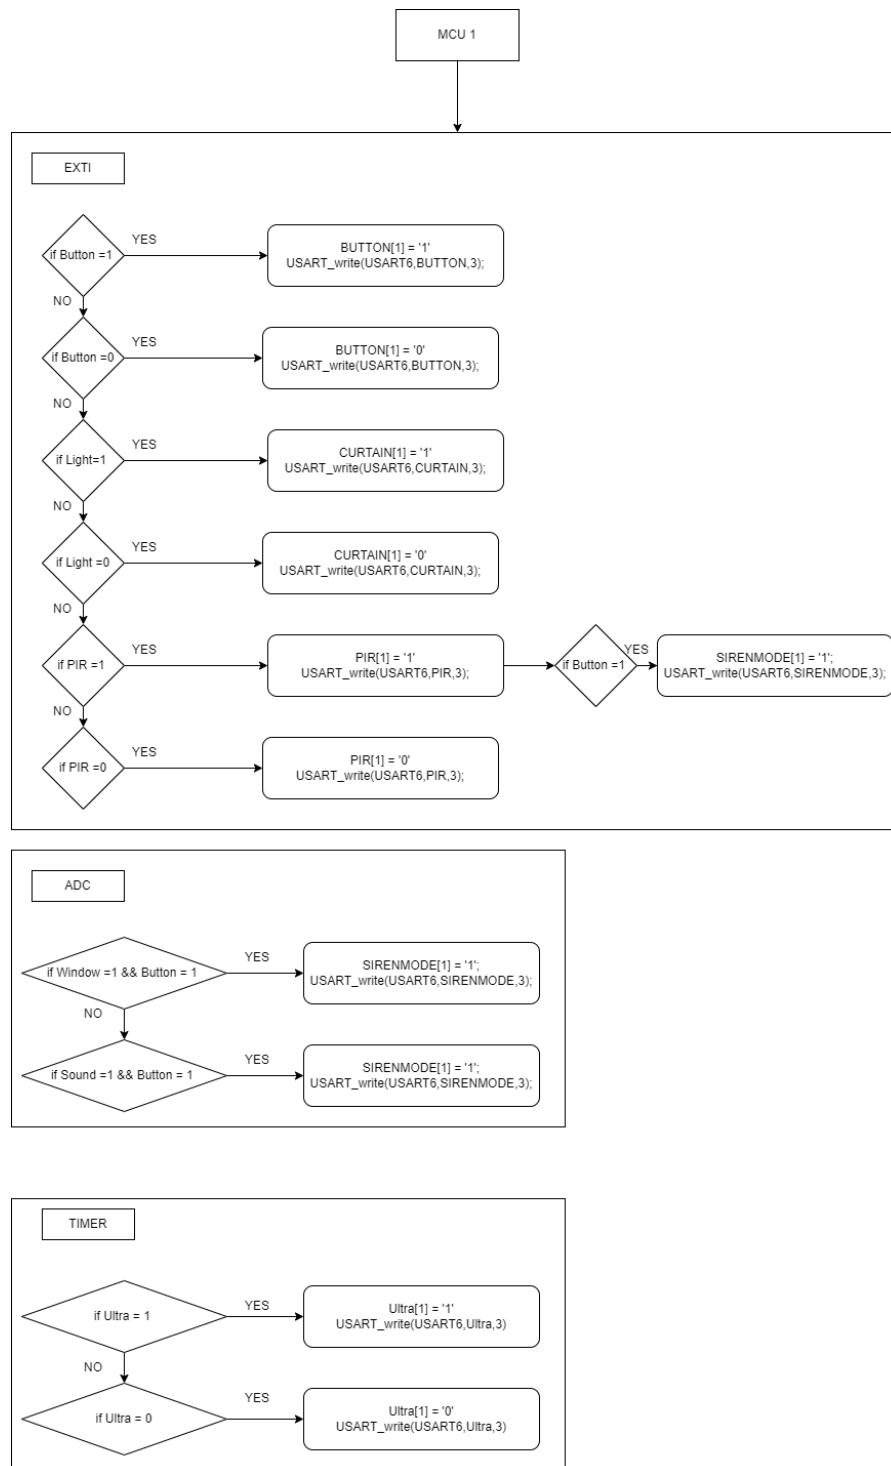 MCU 1
EXTI
if Button =1
YES
BUTTON[1] = '1'
USART_write(USART6,BUTTON,3);
NO
if Button =0
YES
BUTTON[1] = '0'
USART_write(USART6,BUTTON,3);
NO
if Light=1
YES
CURTAIN[1] = '1'
USART_write(USART6,CURTAIN,3);
NO
if Light =0
YES
CURTAIN[1] = '0'
USART_write(USART6,CURTAIN,3);
NO
if PIR =1
YES
PIR[1] = '1'
USART_write(USART6,PIR,3);
if Button =1
YES
SIRENMODE[1] = '1';
USART_write(USART6,SIRENMODE,3);
NO
if PIR =0
YES
PIR[1] = '0'
USART_write(USART6,PIR,3);
ADC
if Window =1 && Button = 1
YES
SIRENMODE[1] = '1';
USART_write(USART6,SIRENMODE,3);
NO
if Sound =1 && Button = 1
YES
SIRENMODE[1] = '1';
USART_write(USART6,SIRENMODE,3);
TIMER
if Ultra = 1
YES
Ultra[1] = '1'
USART_write(USART6,Ultra,3)
NO
if Ultra = 0
YES
Ultra[1] = '0'
USART_write(USART6,Ultra,3)